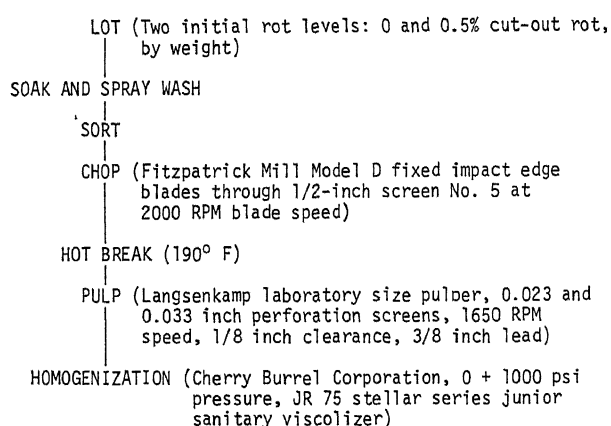 LOT (Two initial rot levels: 0 and 0.5% cut-out rot,
by weight)
SOAK AND SPRAY WASH
SORT
CHOP (Fitzpatrick Mill Model D fixed impact edge
blades through 1/2-inch screen No. 5 at
2000 RPM blade speed)
HOT BREAK (190° F)
PULP (Langsenkamp laboratory size pulper, 0.023 and
0.033 inch perforation screens, 1650 RPM
speed, 1/8 inch clearance, 3/8 inch lead)
HOMOGENIZATION (Cherry Burrel Corporation, 0 + 1000 psi
pressure, JR 75 stellar series junior
sanitary viscolizer)